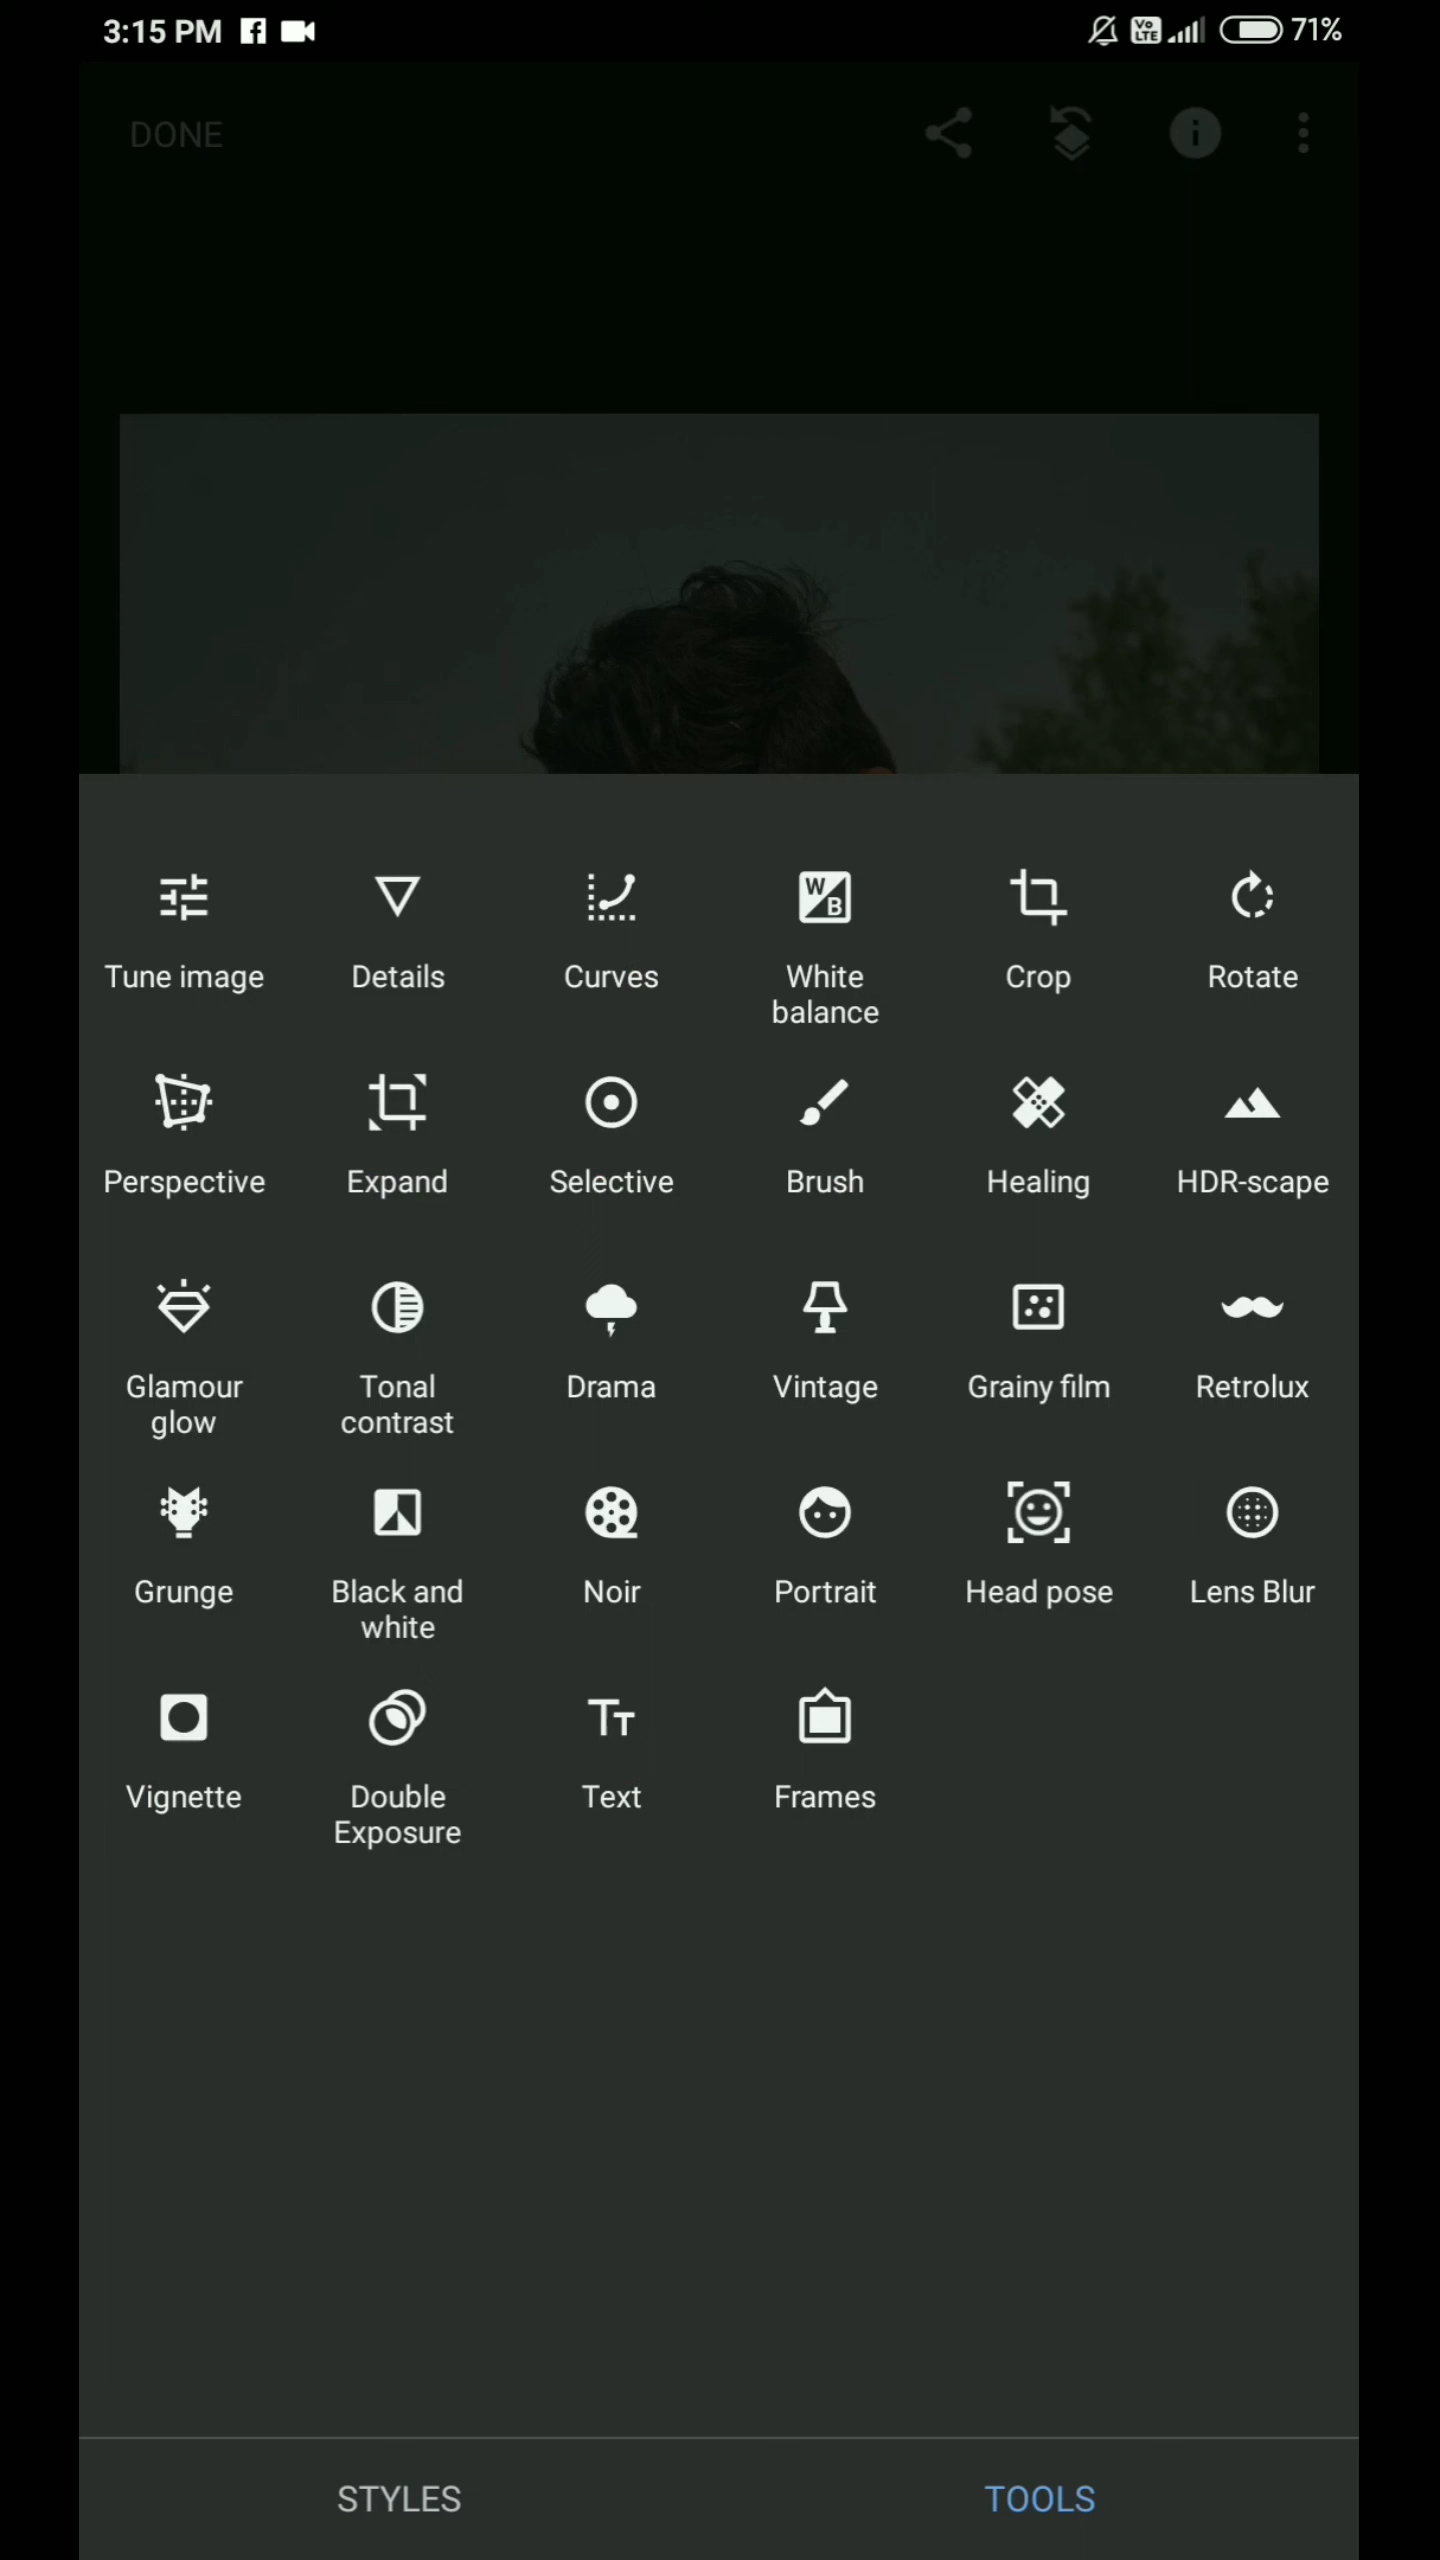 3:15 PM 71%
DONE
Tune image Details Curves White balance Crop Rotate
Perspective Expand Selective Brush Healing HDR-scape
Glamour glow Tonal contrast Drama Vintage Grainy film Retrolux
Grunge Black and white Noir Portrait Head pose Lens Blur
Vignette Double Exposure Text Frames
STYLES TOOLS